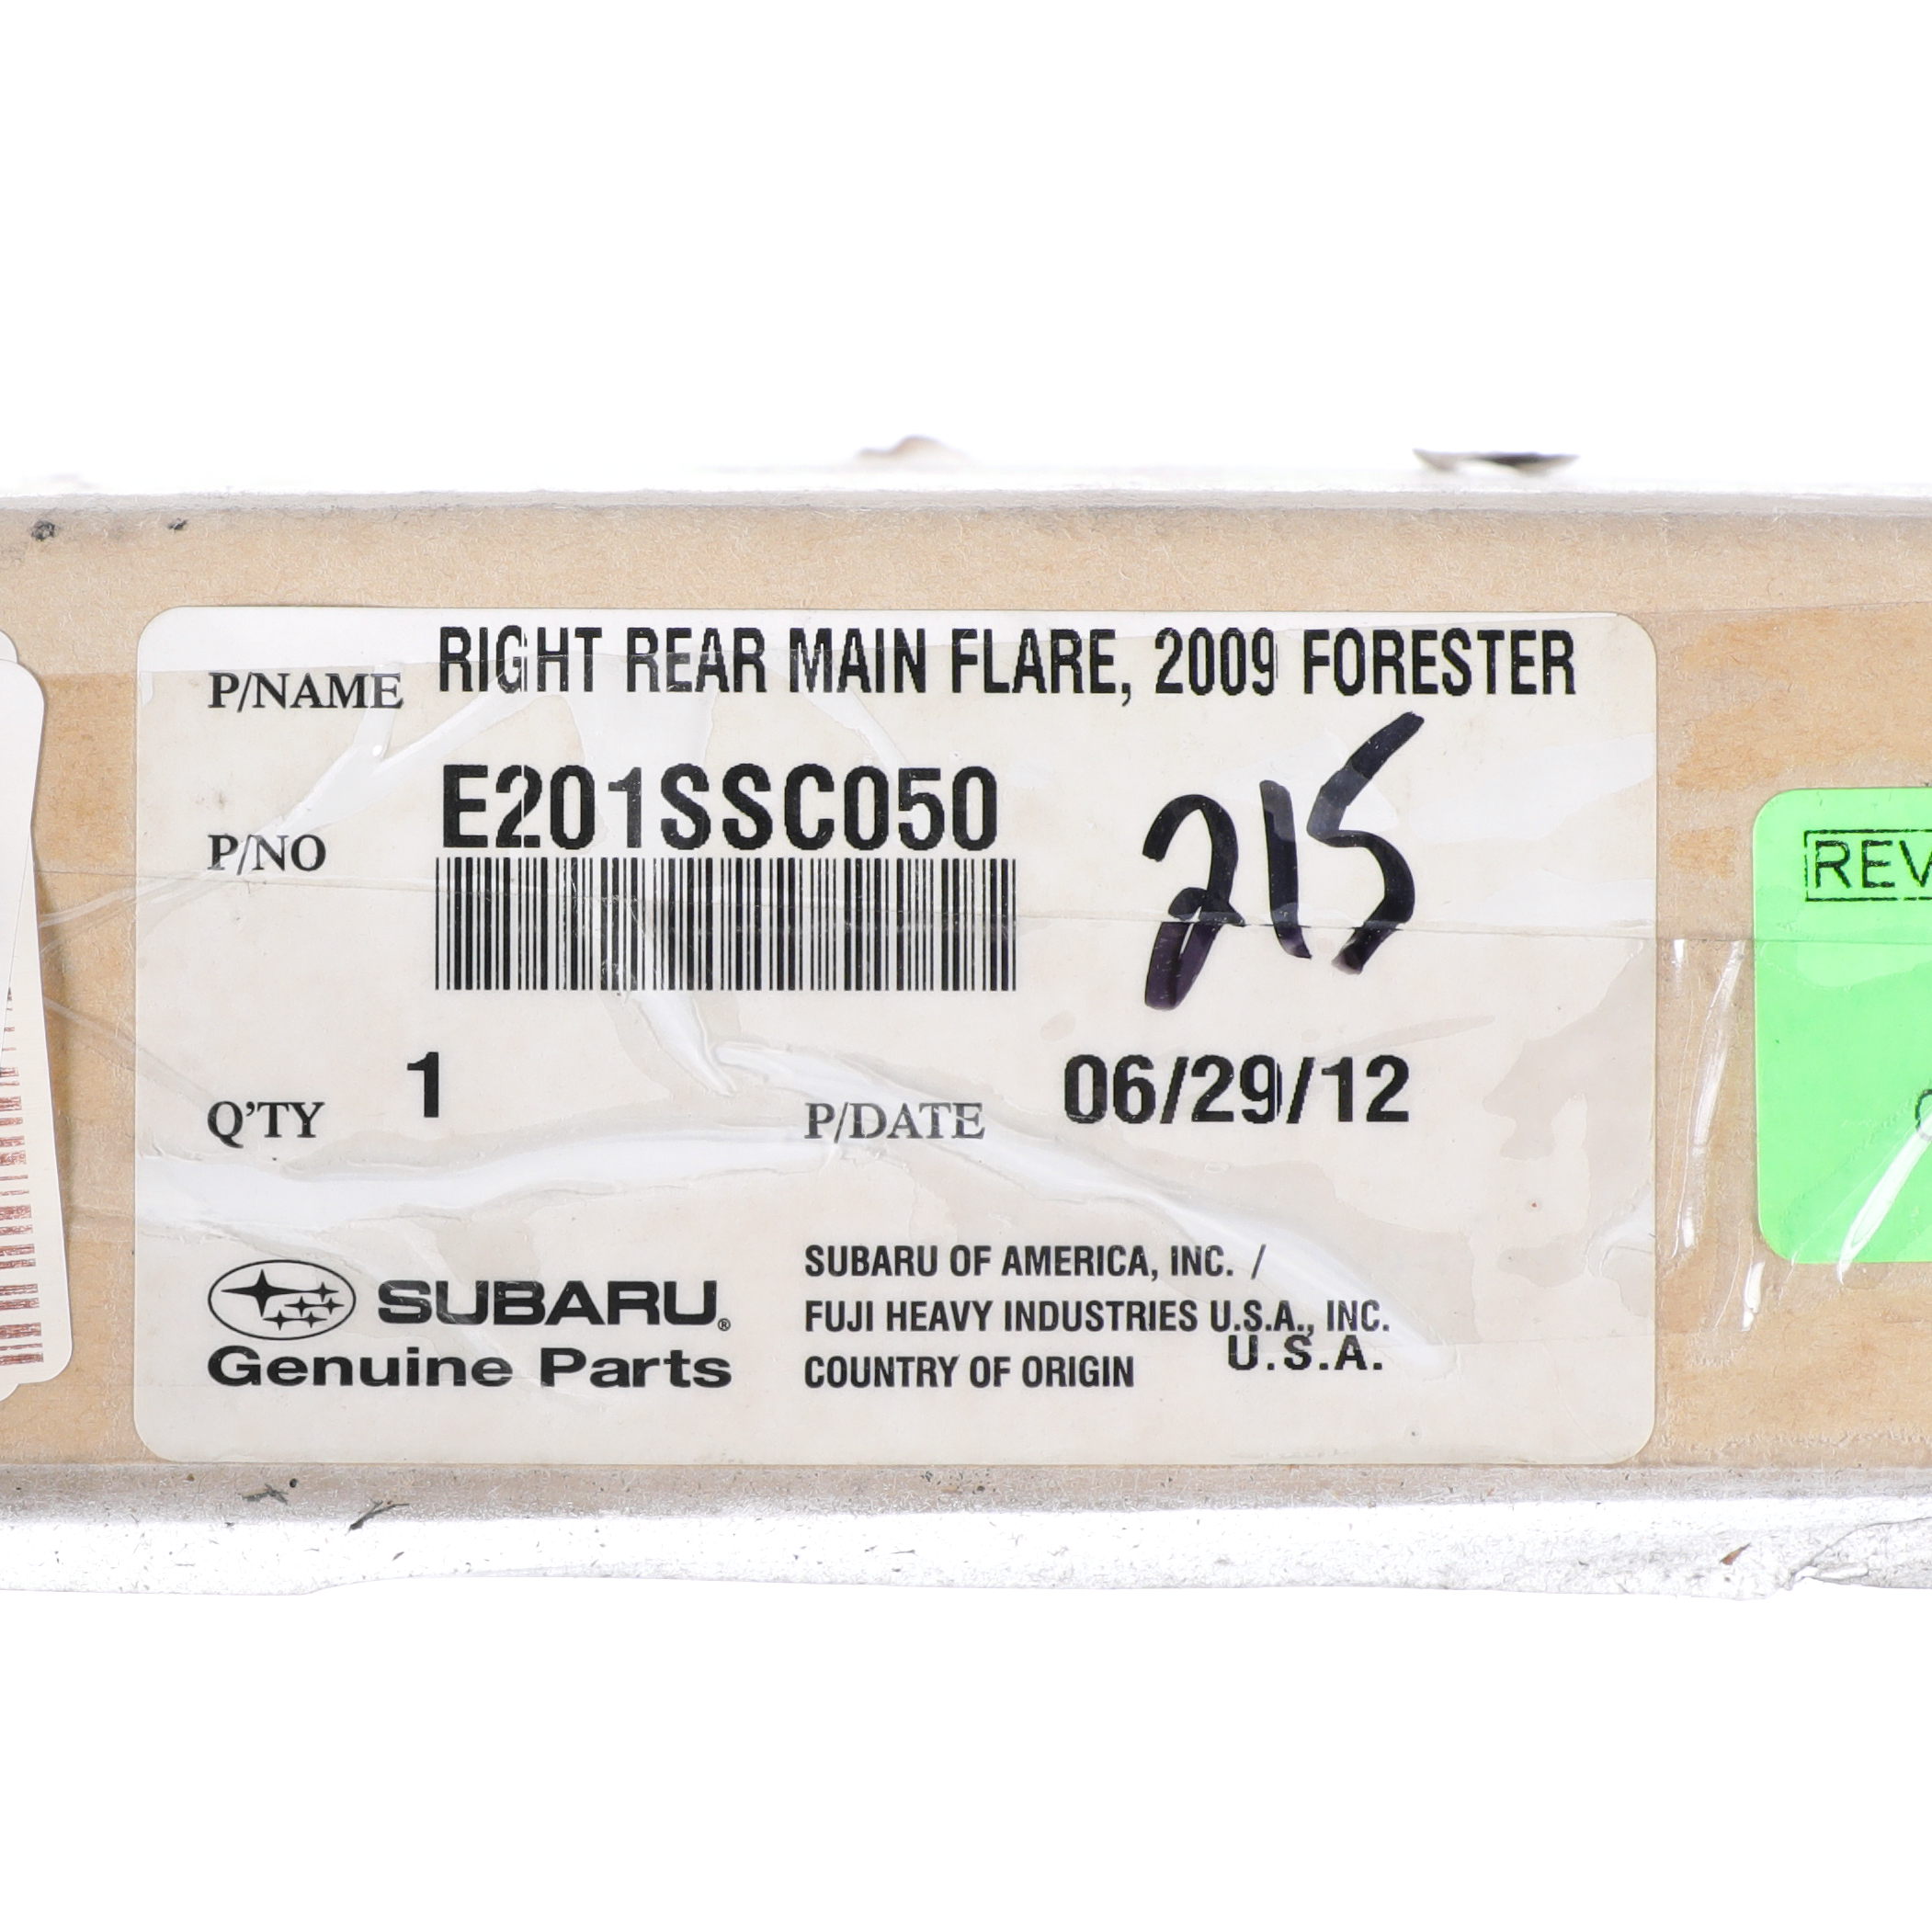 P/NAME RIGHT REAR MAIN FLARE, 2009 FORESTER
P/NO E201SSC050
215
Q'TY 1 P/DATE 06/29/12
SUBARU®
Genuine Parts
SUBARU OF AMERICA, INC. /
FUJI HEAVY INDUSTRIES U.S.A., INC.
COUNTRY OF ORIGIN U.S.A.
REV